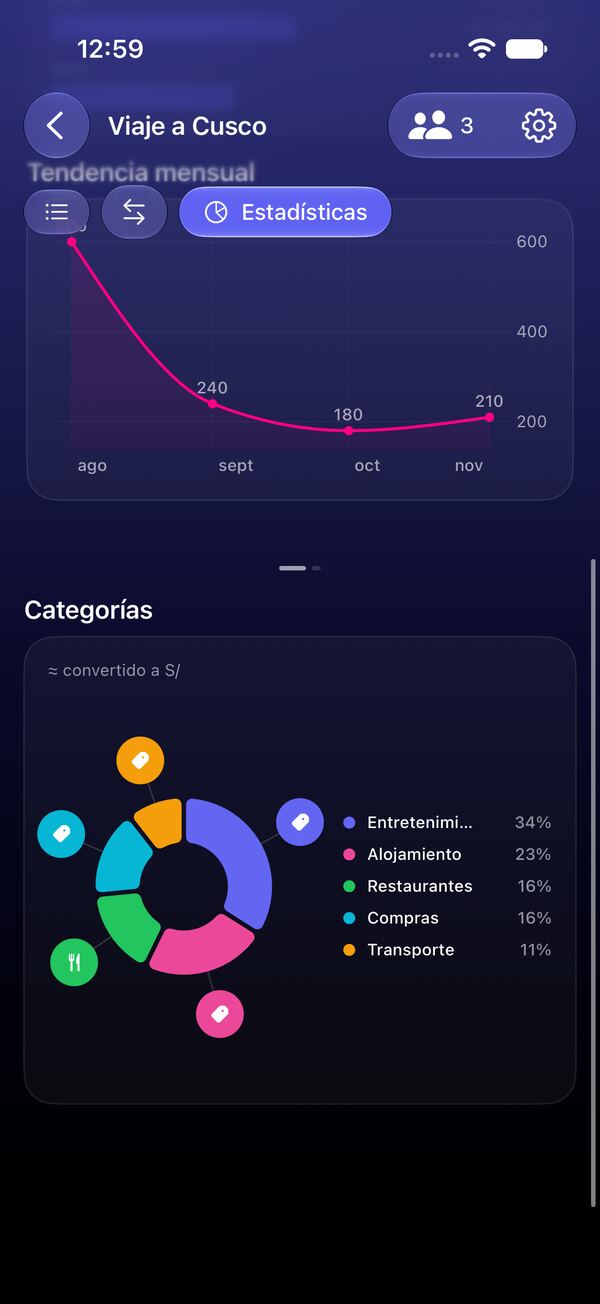 12:59
Viaje a Cusco
3
Tendencia mensual
Estadísticas
600
400
240
210
180
200
ago sept oct nov
Categorías
≈ convertido a S/
Entretenimi... 34%
Alojamiento 23%
Restaurantes 16%
Compras 16%
Transporte 11%